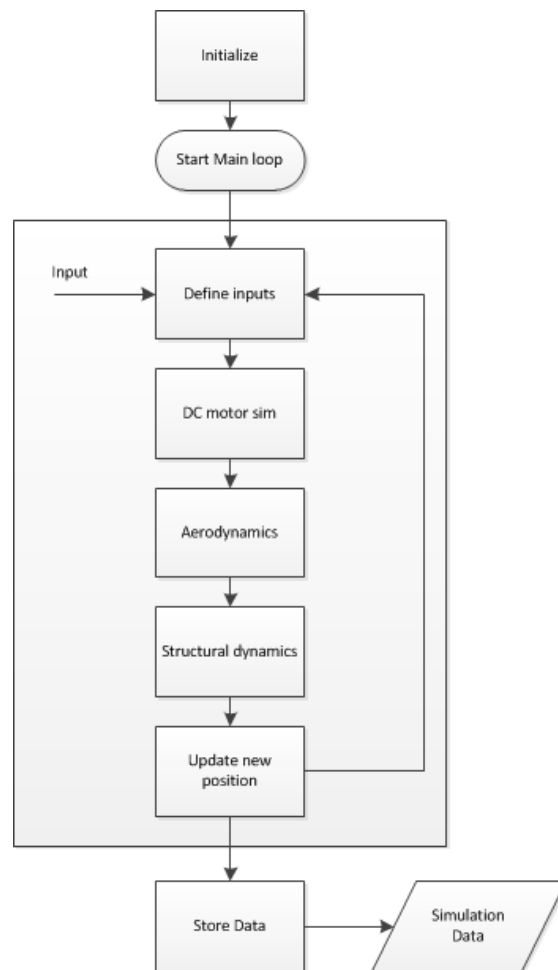 Initialize
Start Main loop
Input
Define inputs
DC motor sim
Aerodynamics
Structural dynamics
Update new
position
Store Data
Simulation
Data